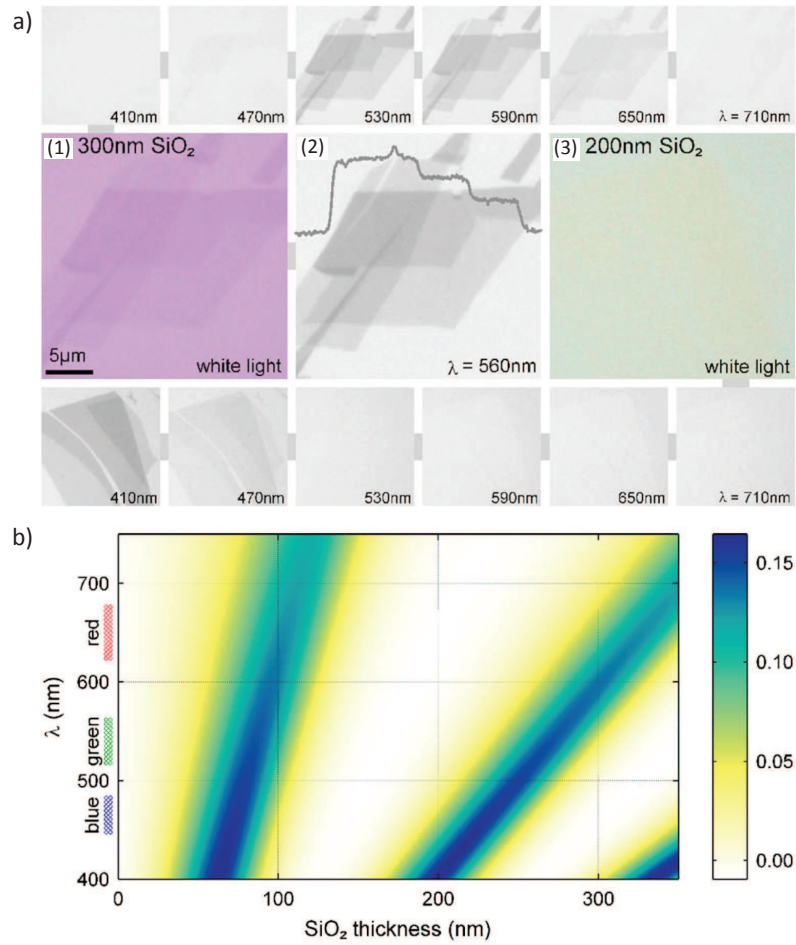 a)
410nm 470nm 530nm 590nm 650nm λ = 710nm
(1) 300nm SiO₂ (2) (3) 200nm SiO₂
5μm
white light λ = 560nm white light
410nm 470nm 530nm 590nm 650nm λ = 710nm
b)
700
600
500
400
λ (nm)
red
green
blue
0 100 200 300
SiO₂ thickness (nm)
0.15
0.10
0.05
0.00